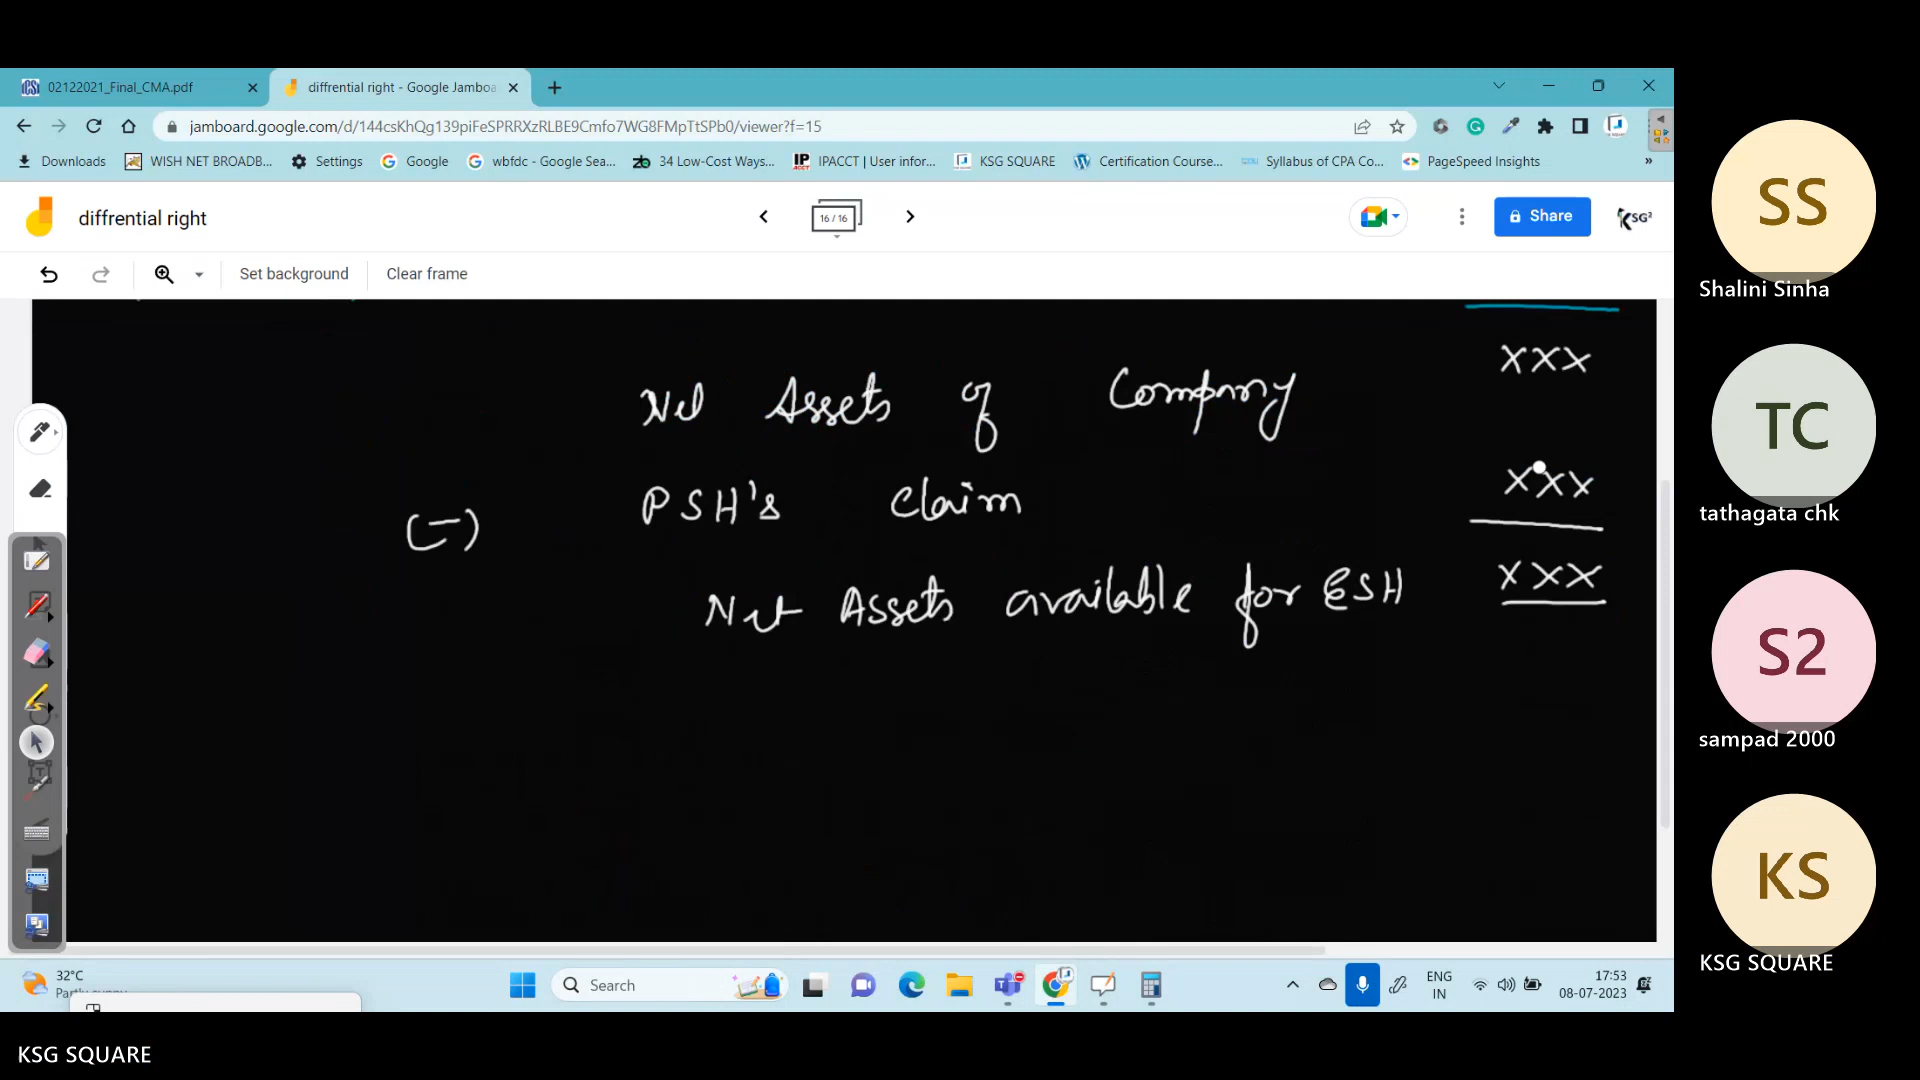 02122021_Final_CMA.pdf
diffrential right - Google Jamboa
jamboard.google.com/d/144csKhQg139piFeSPRRXzRLBE9Cmfo7WG8FMpTtSPb0/viewer?f=15
Downloads WISH NET BROADB... Settings Google wbfdc - Google Sea... 34 Low-Cost Ways... IPACCT | User infor... KSG SQUARE Certification Course... Syllabus of CPA Co... PageSpeed Insights »
diffrential right 16 / 16 Share KSG²
Set background Clear frame
XXX
Net Assets of Company
XXX
(-) PSH's Claim
Net Assets available for ESH XXX
SS
Shalini Sinha
TC
tathagata chk
S2
sampad 2000
KS
KSG SQUARE
32°C
Partly sunny
Search
ENG
IN
17:53
08-07-2023
KSG SQUARE